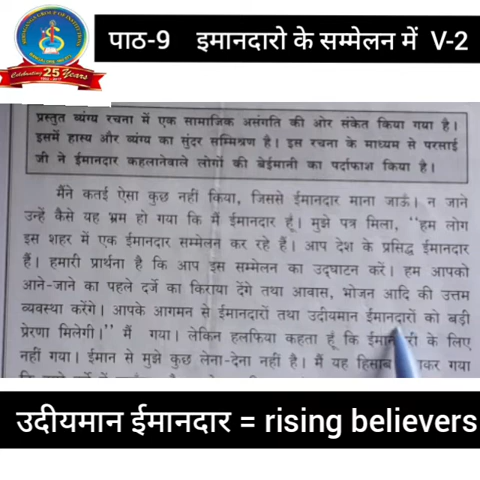 Celebrating 25 Years
पाठ-9 इमानदारो के सम्मेलन में V-2
प्रस्तुत व्यंग्य रचना में एक सामाजिक असंगति की ओर संकेत किया गया है।
इसमें हास्य और व्यंग्य का सुंदर सम्मिश्रण है। इस रचना के माध्यम से परसाई
जी ने ईमानदार कहलानेवाले लोगों की बेईमानी का पर्दाफाश किया है।
मैंने कतई ऐसा कुछ नहीं किया, जिससे ईमानदार माना जाऊँ। न जाने
उन्हें कैसे यह भ्रम हो गया कि मैं ईमानदार हूँ। मुझे पत्र मिला, ‘‘हम लोग
इस शहर में एक ईमानदार सम्मेलन कर रहे हैं। आप देश के प्रसिद्ध ईमानदार
हैं। हमारी प्रार्थना है कि आप इस सम्मेलन का उद्घाटन करें। हम आपको
आने-जाने का पहले दर्जे का किराया देंगे तथा आवास, भोजन आदि की उत्तम
व्यवस्था करेंगे। आपके आगमन से ईमानदारों तथा उदीयमान ईमानदारों को बड़ी
प्रेरणा मिलेगी।’’ मैं गया। लेकिन हलफिया कहता हूँ कि के लिए
नहीं गया। ईमान से मुझे कुछ लेना-देना नहीं है। मैं यह हिसाब गया
उदीयमान ईमानदार = rising believers